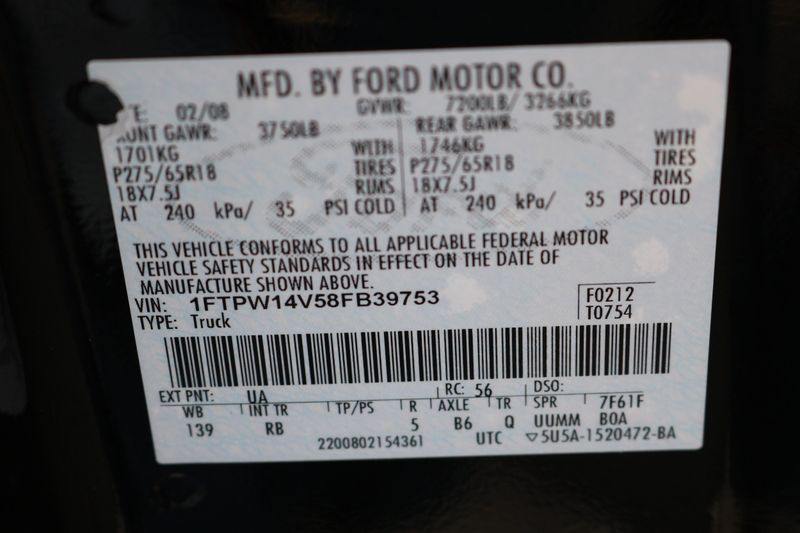 MFD. BY FORD MOTOR CO.
02/08 GVWR: 7200LB/ 3266KG
GAWR: 3750LB REAR GAWR: 3850LB
1701KG WITH 1746KG WITH
P275/65R18 TIRES P275/65R18 TIRES
18X7.5J RIMS 18X7.5J RIMS
AT 240 kPa/ 35 PSI COLD AT 240 kPa/ 35 PSI COLD
THIS VEHICLE CONFORMS TO ALL APPLICABLE FEDERAL MOTOR
VEHICLE SAFETY STANDARDS IN EFFECT ON THE DATE OF
MANUFACTURE SHOWN ABOVE.
VIN: 1FTPW14V58FB39753 F0212
TYPE: Truck T0754
EXT PNT: UA RC: 56 DSO:
WB INT TR TP/PS R AXLE TR SPR 7F61F
139 RB 5 B6 Q UUMM BOA
2200802154361 UTC ▽5U5A-1520472-BA